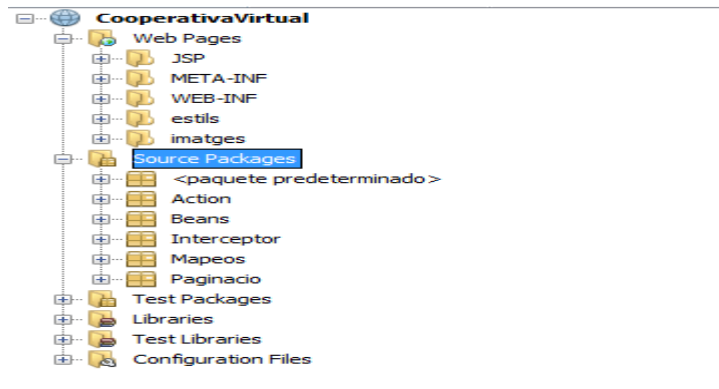 CooperativaVirtual
Web Pages
JSP
META-INF
WEB-INF
estils
imatges
Source Packages
<paquete predeterminado>
Action
Beans
Interceptor
Mapeos
Paginacio
Test Packages
Libraries
Test Libraries
Configuration Files